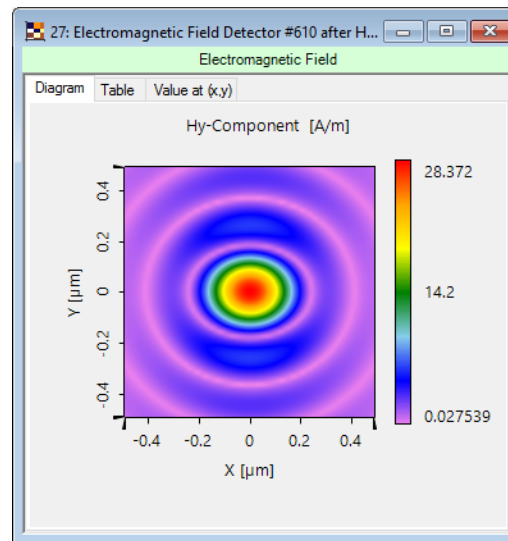 27: Electromagnetic Field Detector #610 after H...
Electromagnetic Field
Diagram Table Value at (x,y)
Hy-Component [A/m]
28.372
14.2
0.027539
0.4
0.2
0
-0.2
-0.4
Y [µm]
-0.4 -0.2 0 0.2 0.4
X [µm]